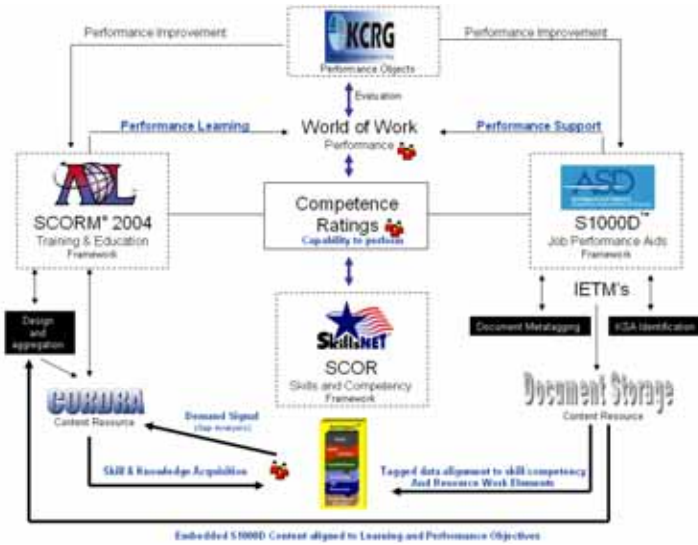 Performance Improvement
KCRG
Performance Improvement
Performance Objects
Evaluation
Performance Learning
World of Work
Performance
Performance Support
ADL
SCORM® 2004
Training & Education
Framework
Competence
Ratings
Capability to perform
ASD
S1000D™
Job Performance Aids
Framework
IETM's
Design
and
aggregation
SkillsNET
SCOR
Skills and Competency
Framework
Document Metatagging
KSA Identification
CORDRA
Content Resource
Document Storage
Content Resource
Demand Signal
(Gap Analysis)
Skill & Knowledge Acquisition
Tagged data alignment to skill competency
And Resource Work Elements
Embedded S1000D Content aligned to Learning and Performance Objectives